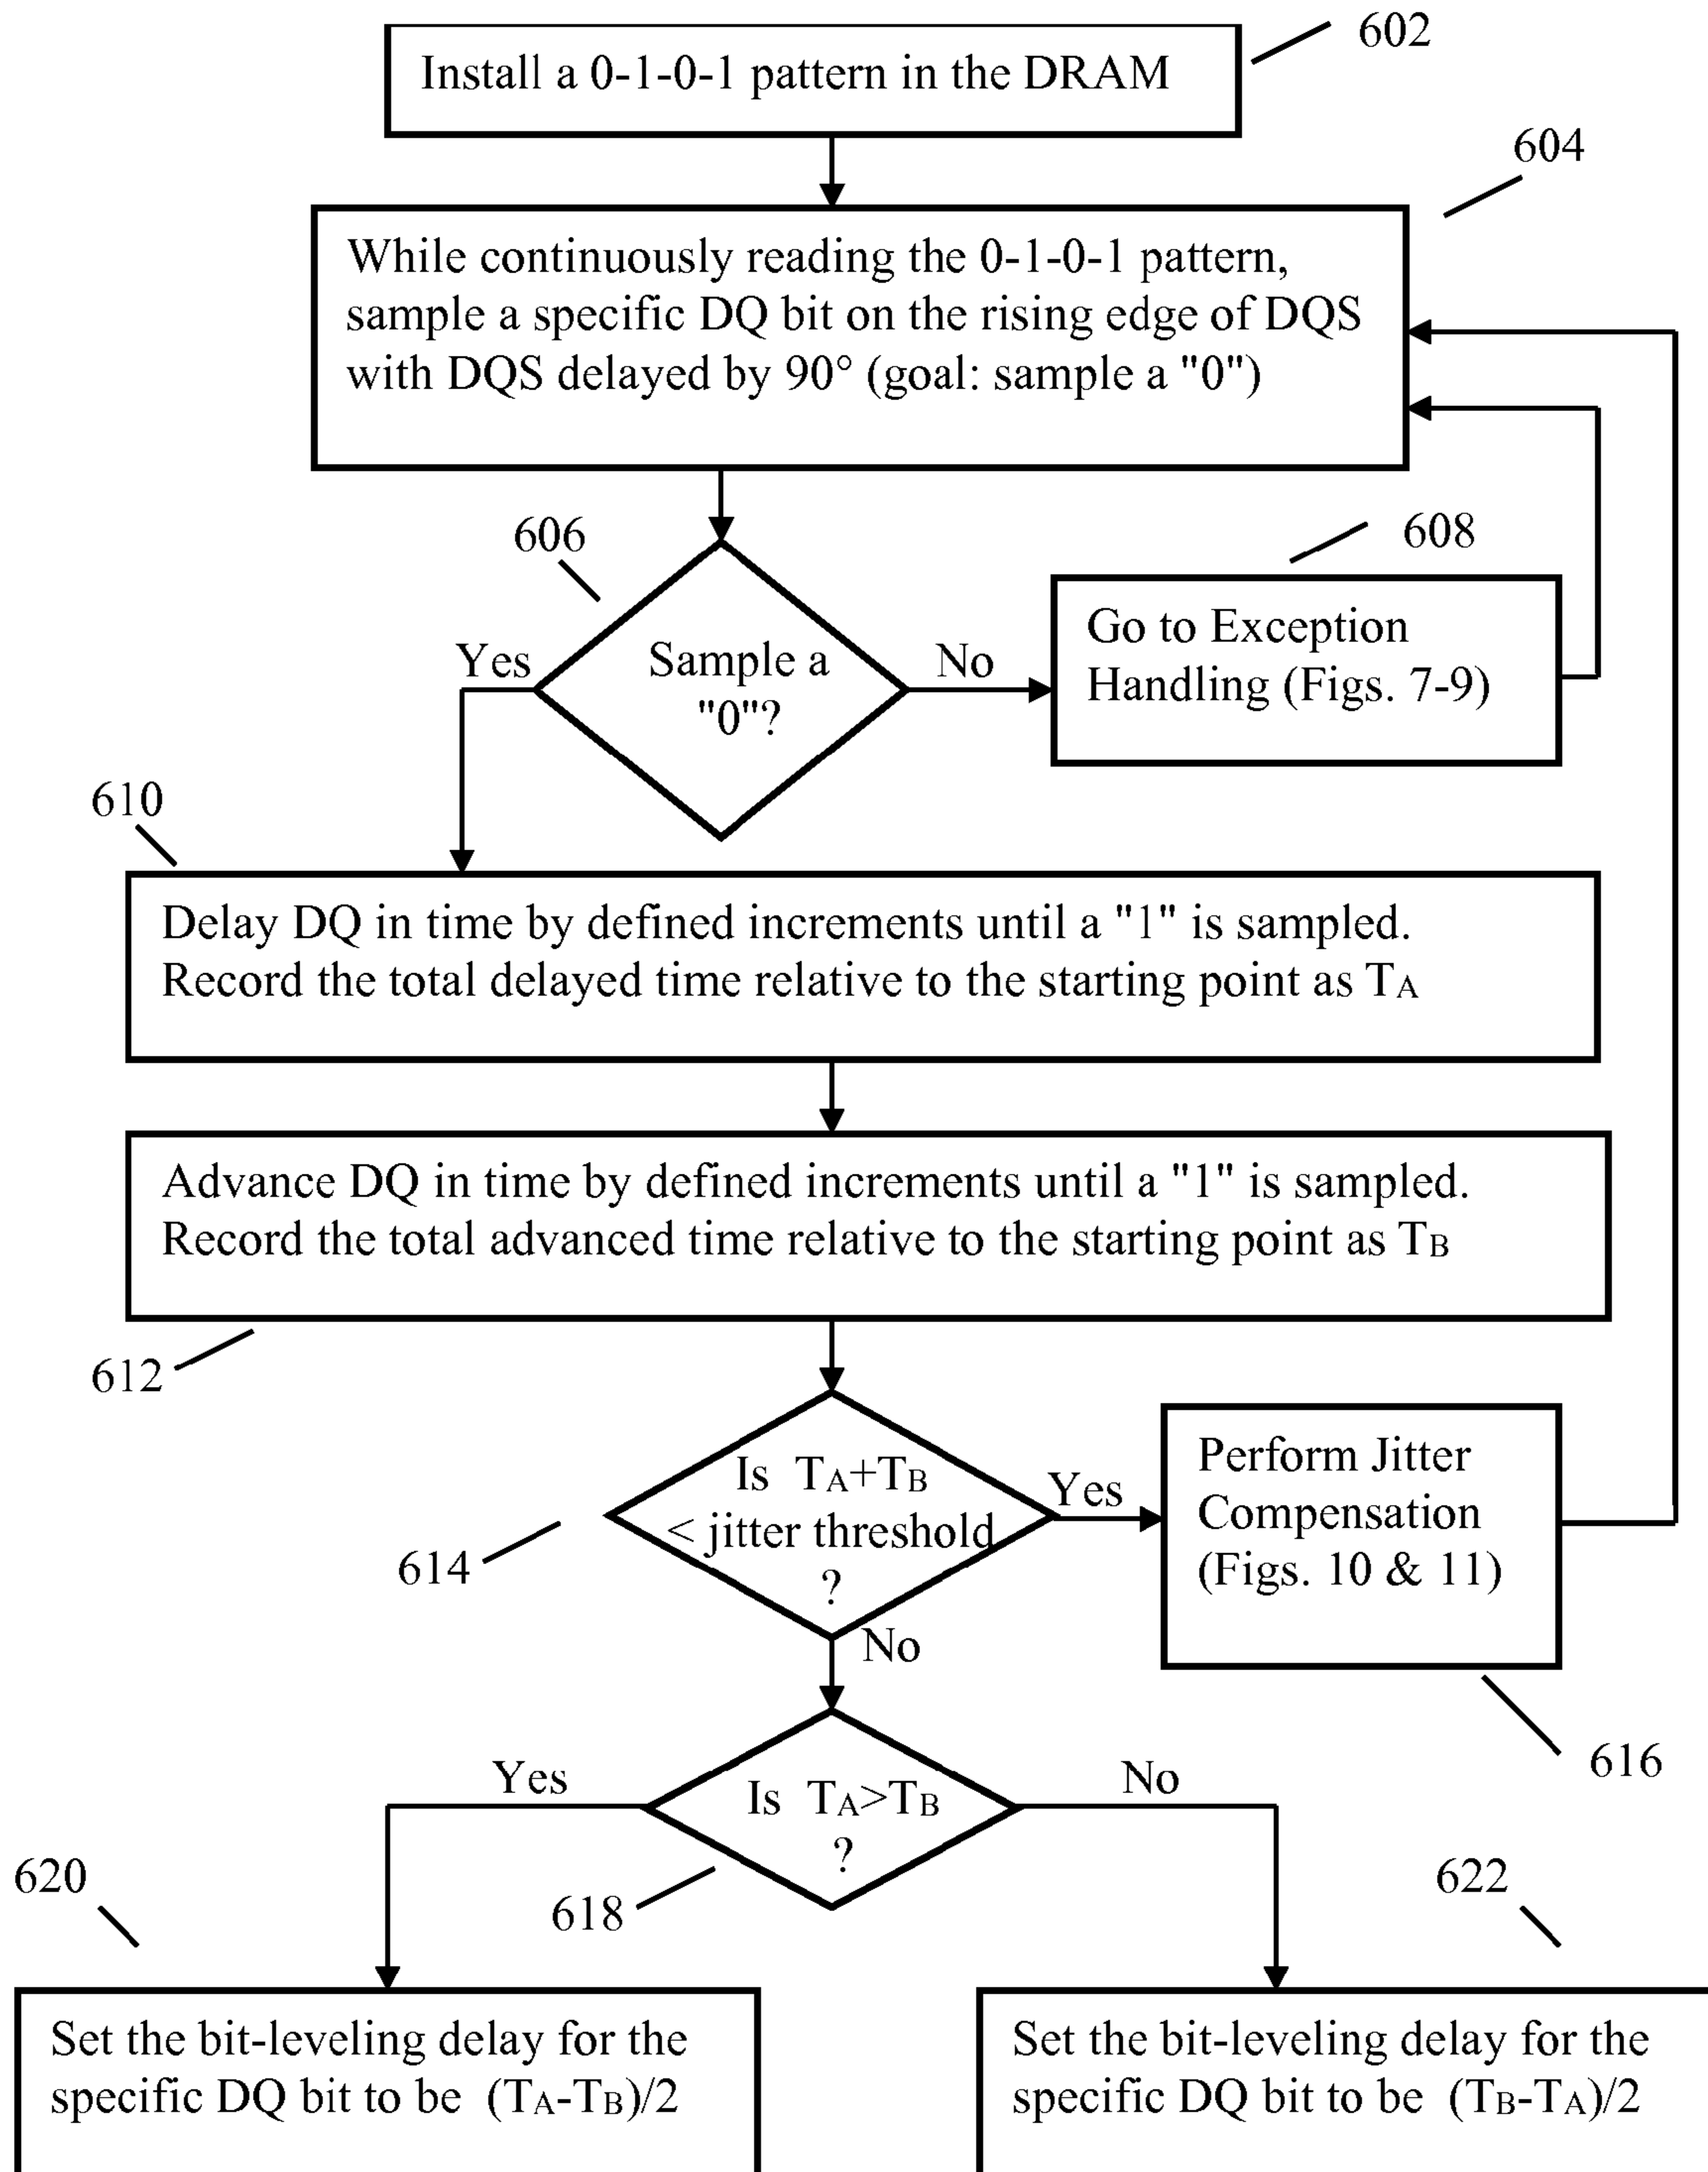 602
Install a 0-1-0-1 pattern in the DRAM
604
While continuously reading the 0-1-0-1 pattern,
sample a specific DQ bit on the rising edge of DQS
with DQS delayed by 90° (goal: sample a "0")
606
608
Yes
Sample a
"0"?
No
Go to Exception
Handling (Figs. 7-9)
610
Delay DQ in time by defined increments until a "1" is sampled.
Record the total delayed time relative to the starting point as TA
Advance DQ in time by defined increments until a "1" is sampled.
Record the total advanced time relative to the starting point as TB
612
Is TA+TB
< jitter threshold
?
Yes
614
No
Perform Jitter
Compensation
(Figs. 10 & 11)
616
Yes
Is TA>TB
?
No
618
620
622
Set the bit-leveling delay for the
specific DQ bit to be (TA-TB)/2
Set the bit-leveling delay for the
specific DQ bit to be (TB-TA)/2